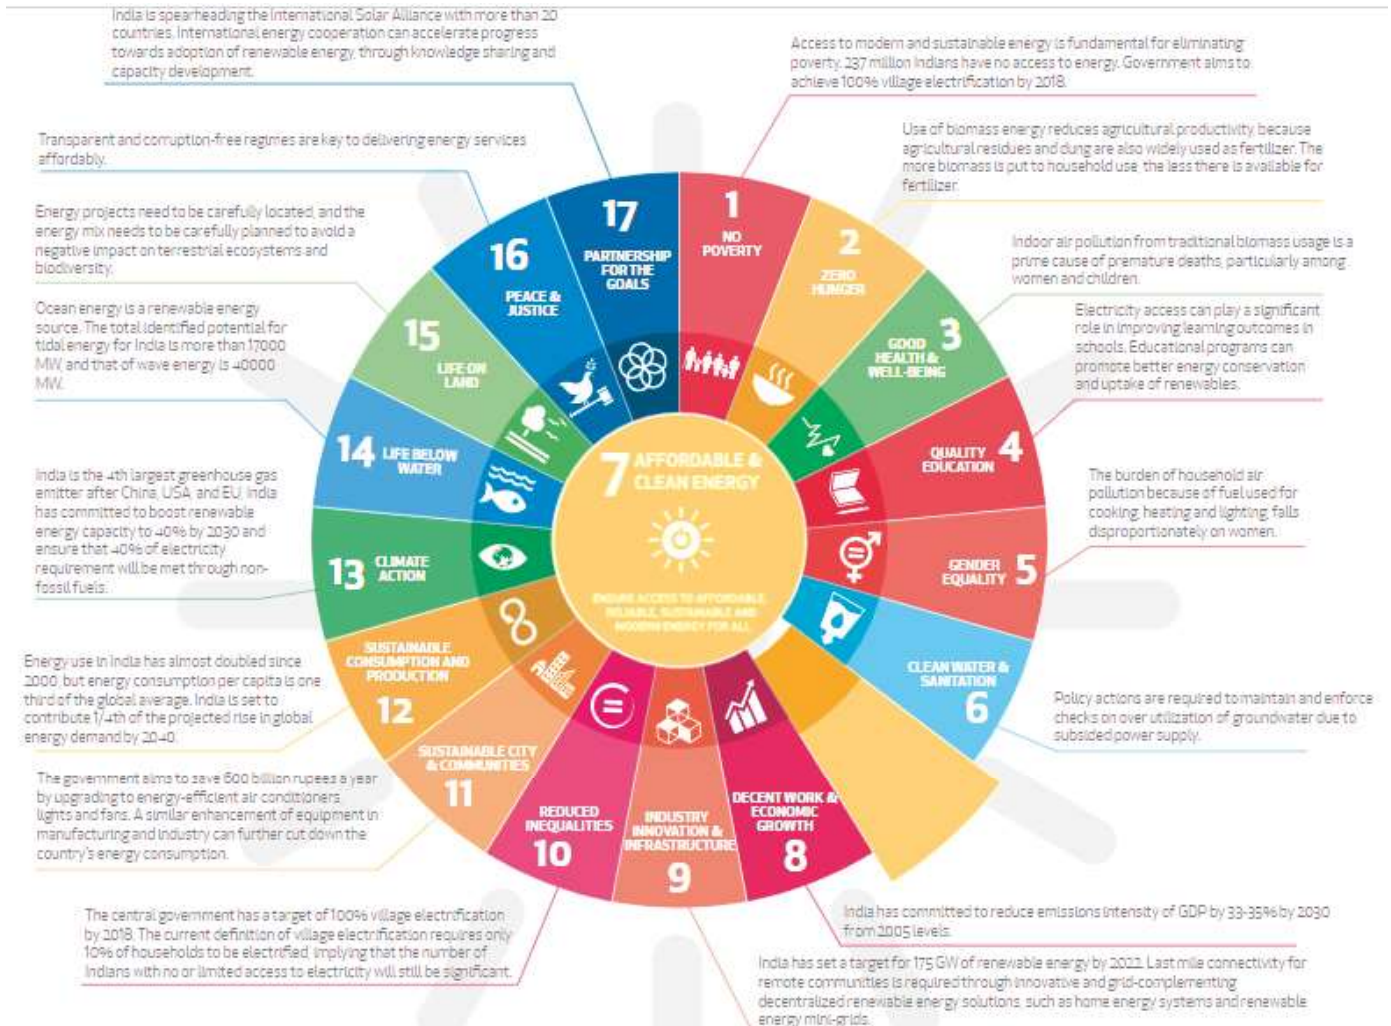 India is spearheading the International Solar Alliance with more than 20
countries. International energy cooperation can accelerate progress
towards adoption of renewable energy, through knowledge sharing and
capacity development.
Access to modern and sustainable energy is fundamental for eliminating
poverty. 237 million Indians have no access to energy. Government aims to
achieve 100% village electrification by 2018.
Transparent and corruption-free regimes are key to delivering energy services
affordably.
Use of biomass energy reduces agricultural productivity, because
agricultural residues and dung are also widely used as fertilizer. The
more biomass is put to household use, the less there is available for
fertilizer.
Energy projects need to be carefully located, and the
energy mix needs to be carefully planned to avoid a
negative impact on terrestrial ecosystems and
biodiversity.
Indoor air pollution from traditional biomass usage is a
prime cause of premature deaths, particularly among
women and children.
Ocean energy is a renewable energy
source. The total identified potential for
tidal energy for India is more than 17000
MW, and that of wave energy is 40000
MW.
Electricity access can play a significant
role in improving learning outcomes in
schools. Educational programs can
promote better energy conservation
and uptake of renewables.
India is the 4th largest greenhouse gas
emitter after China, USA, and EU. India
has committed to boost renewable
energy capacity to 40% by 2030 and
ensure that 40% of electricity
requirement will be met through non-
fossil fuels.
The burden of household air
pollution because of fuel used for
cooking, heating and lighting, falls
disproportionately on women.
Energy use in India has almost doubled since
2000, but energy consumption per capita is one
third of the global average. India is set to
contribute 1/4th of the projected rise in global
energy demand by 2040.
Policy actions are required to maintain and enforce
checks on over utilization of groundwater due to
subsided power supply.
The government aims to save 600 billion rupees a year
by upgrading to energy-efficient air conditioners,
lights and fans. A similar enhancement of equipment in
manufacturing and industry can further cut down the
country's energy consumption.
The central government has a target of 100% village electrification
by 2018. The current definition of village electrification requires only
10% of households to be electrified, implying that the number of
Indians with no or limited access to electricity will still be significant.
India has committed to reduce emissions intensity of GDP by 33-35% by 2030
from 2005 levels.
India has set a target for 175 GW of renewable energy by 2022. Last mile connectivity for
remote communities is required through innovative and grid-complementing
decentralized renewable energy solutions, such as home energy systems and renewable
energy mini-grids.
1
NO
POVERTY
2
ZERO
HUNGER
3
GOOD
HEALTH &
WELL-BEING
4
QUALITY
EDUCATION
5
GENDER
EQUALITY
6
CLEAN WATER &
SANITATION
7 AFFORDABLE &
CLEAN ENERGY
ENSURE ACCESS TO AFFORDABLE,
RELIABLE, SUSTAINABLE AND
MODERN ENERGY FOR ALL
DECENT WORK &
ECONOMIC
GROWTH
8
INDUSTRY
INNOVATION &
INFRASTRUCTURE
9
REDUCED
INEQUALITIES
10
SUSTAINABLE CITY
& COMMUNITIES
11
SUSTAINABLE
CONSUMPTION AND
PRODUCTION
12
13
CLIMATE
ACTION
14
LIFE BELOW
WATER
15
LIFE ON
LAND
16
PEACE &
JUSTICE
17
PARTNERSHIP
FOR THE
GOALS